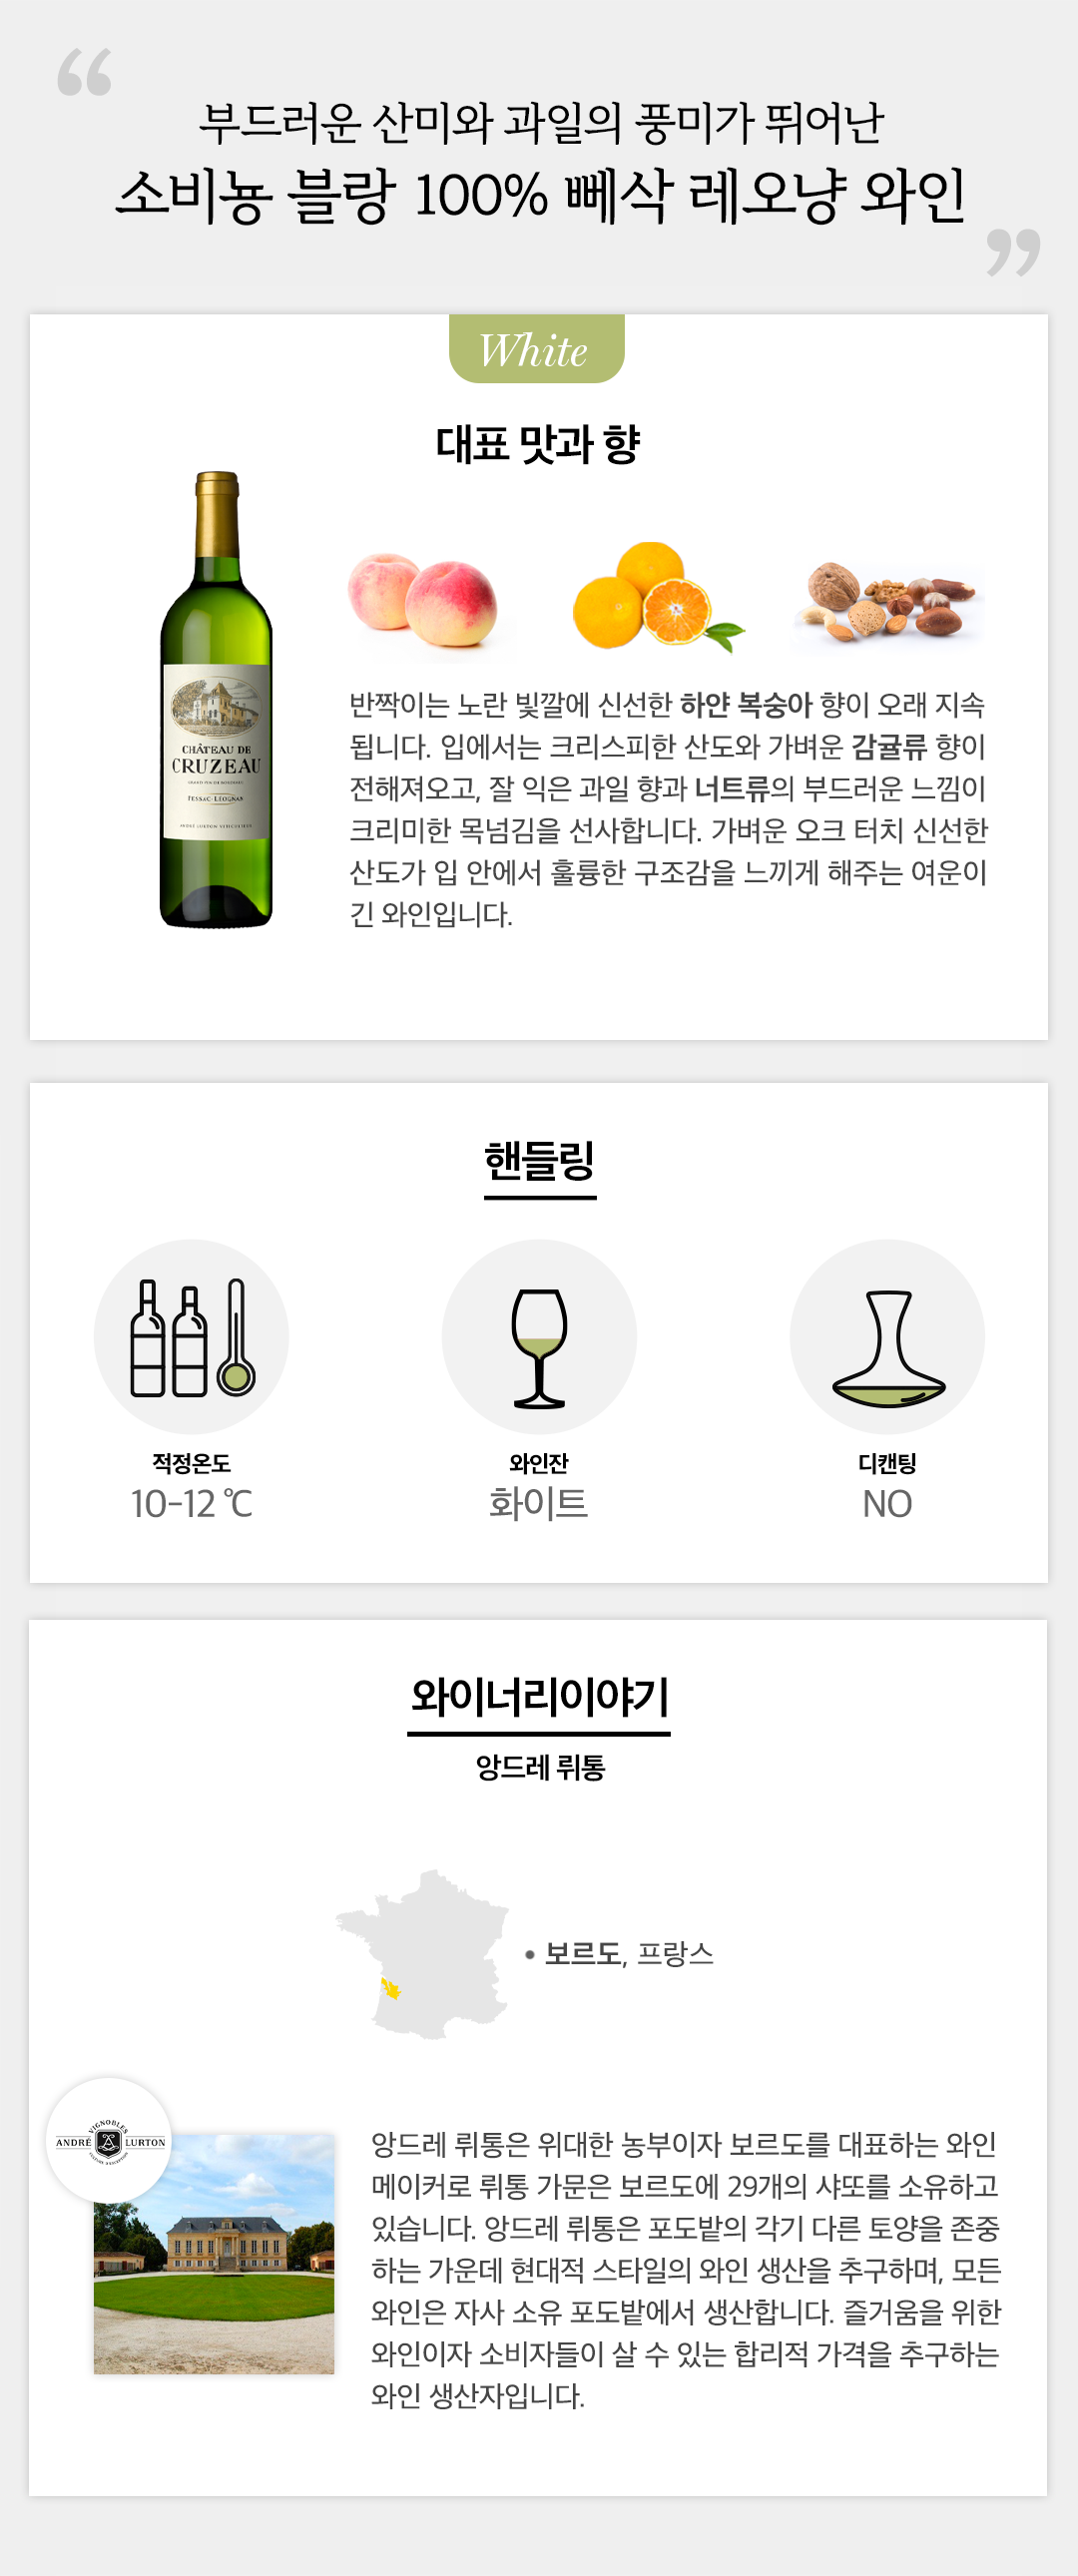 “
부드러운 산미와 과일의 풍미가 뛰어난
소비뇽 블랑 100% 뻬삭 레오냥 와인
”
White
대표 맛과 향
CHÂTEAU DE
CRUZEAU
GRAND VIN DE BORDEAUX
PESSAC-LÉOGNAN
ANDRÉ LURTON
반짝이는 노란 빛깔에 신선한 하얀 복숭아 향이 오래 지속
됩니다. 입에서는 크리스피한 산도와 가벼운 감귤류 향이
전해져오고, 잘 익은 과일 향과 너트류의 부드러운 느낌이
크리미한 목넘김을 선사합니다. 가벼운 오크 터치 신선한
산도가 입 안에서 훌륭한 구조감을 느끼게 해주는 여운이
긴 와인입니다.
핸들링
적정온도
10-12 ℃
와인잔
화이트
디캔팅
NO
와이너리이야기
앙드레 뤼통
• 보르도, 프랑스
VIGNOBLES
ANDRÉ LURTON
앙드레 뤼통은 위대한 농부이자 보르도를 대표하는 와인
메이커로 뤼통 가문은 보르도에 29개의 샤또를 소유하고
있습니다. 앙드레 뤼통은 포도밭의 각기 다른 토양을 존중
하는 가운데 현대적 스타일의 와인 생산을 추구하며, 모든
와인은 자사 소유 포도밭에서 생산합니다. 즐거움을 위한
와인이자 소비자들이 살 수 있는 합리적 가격을 추구하는
와인 생산자입니다.